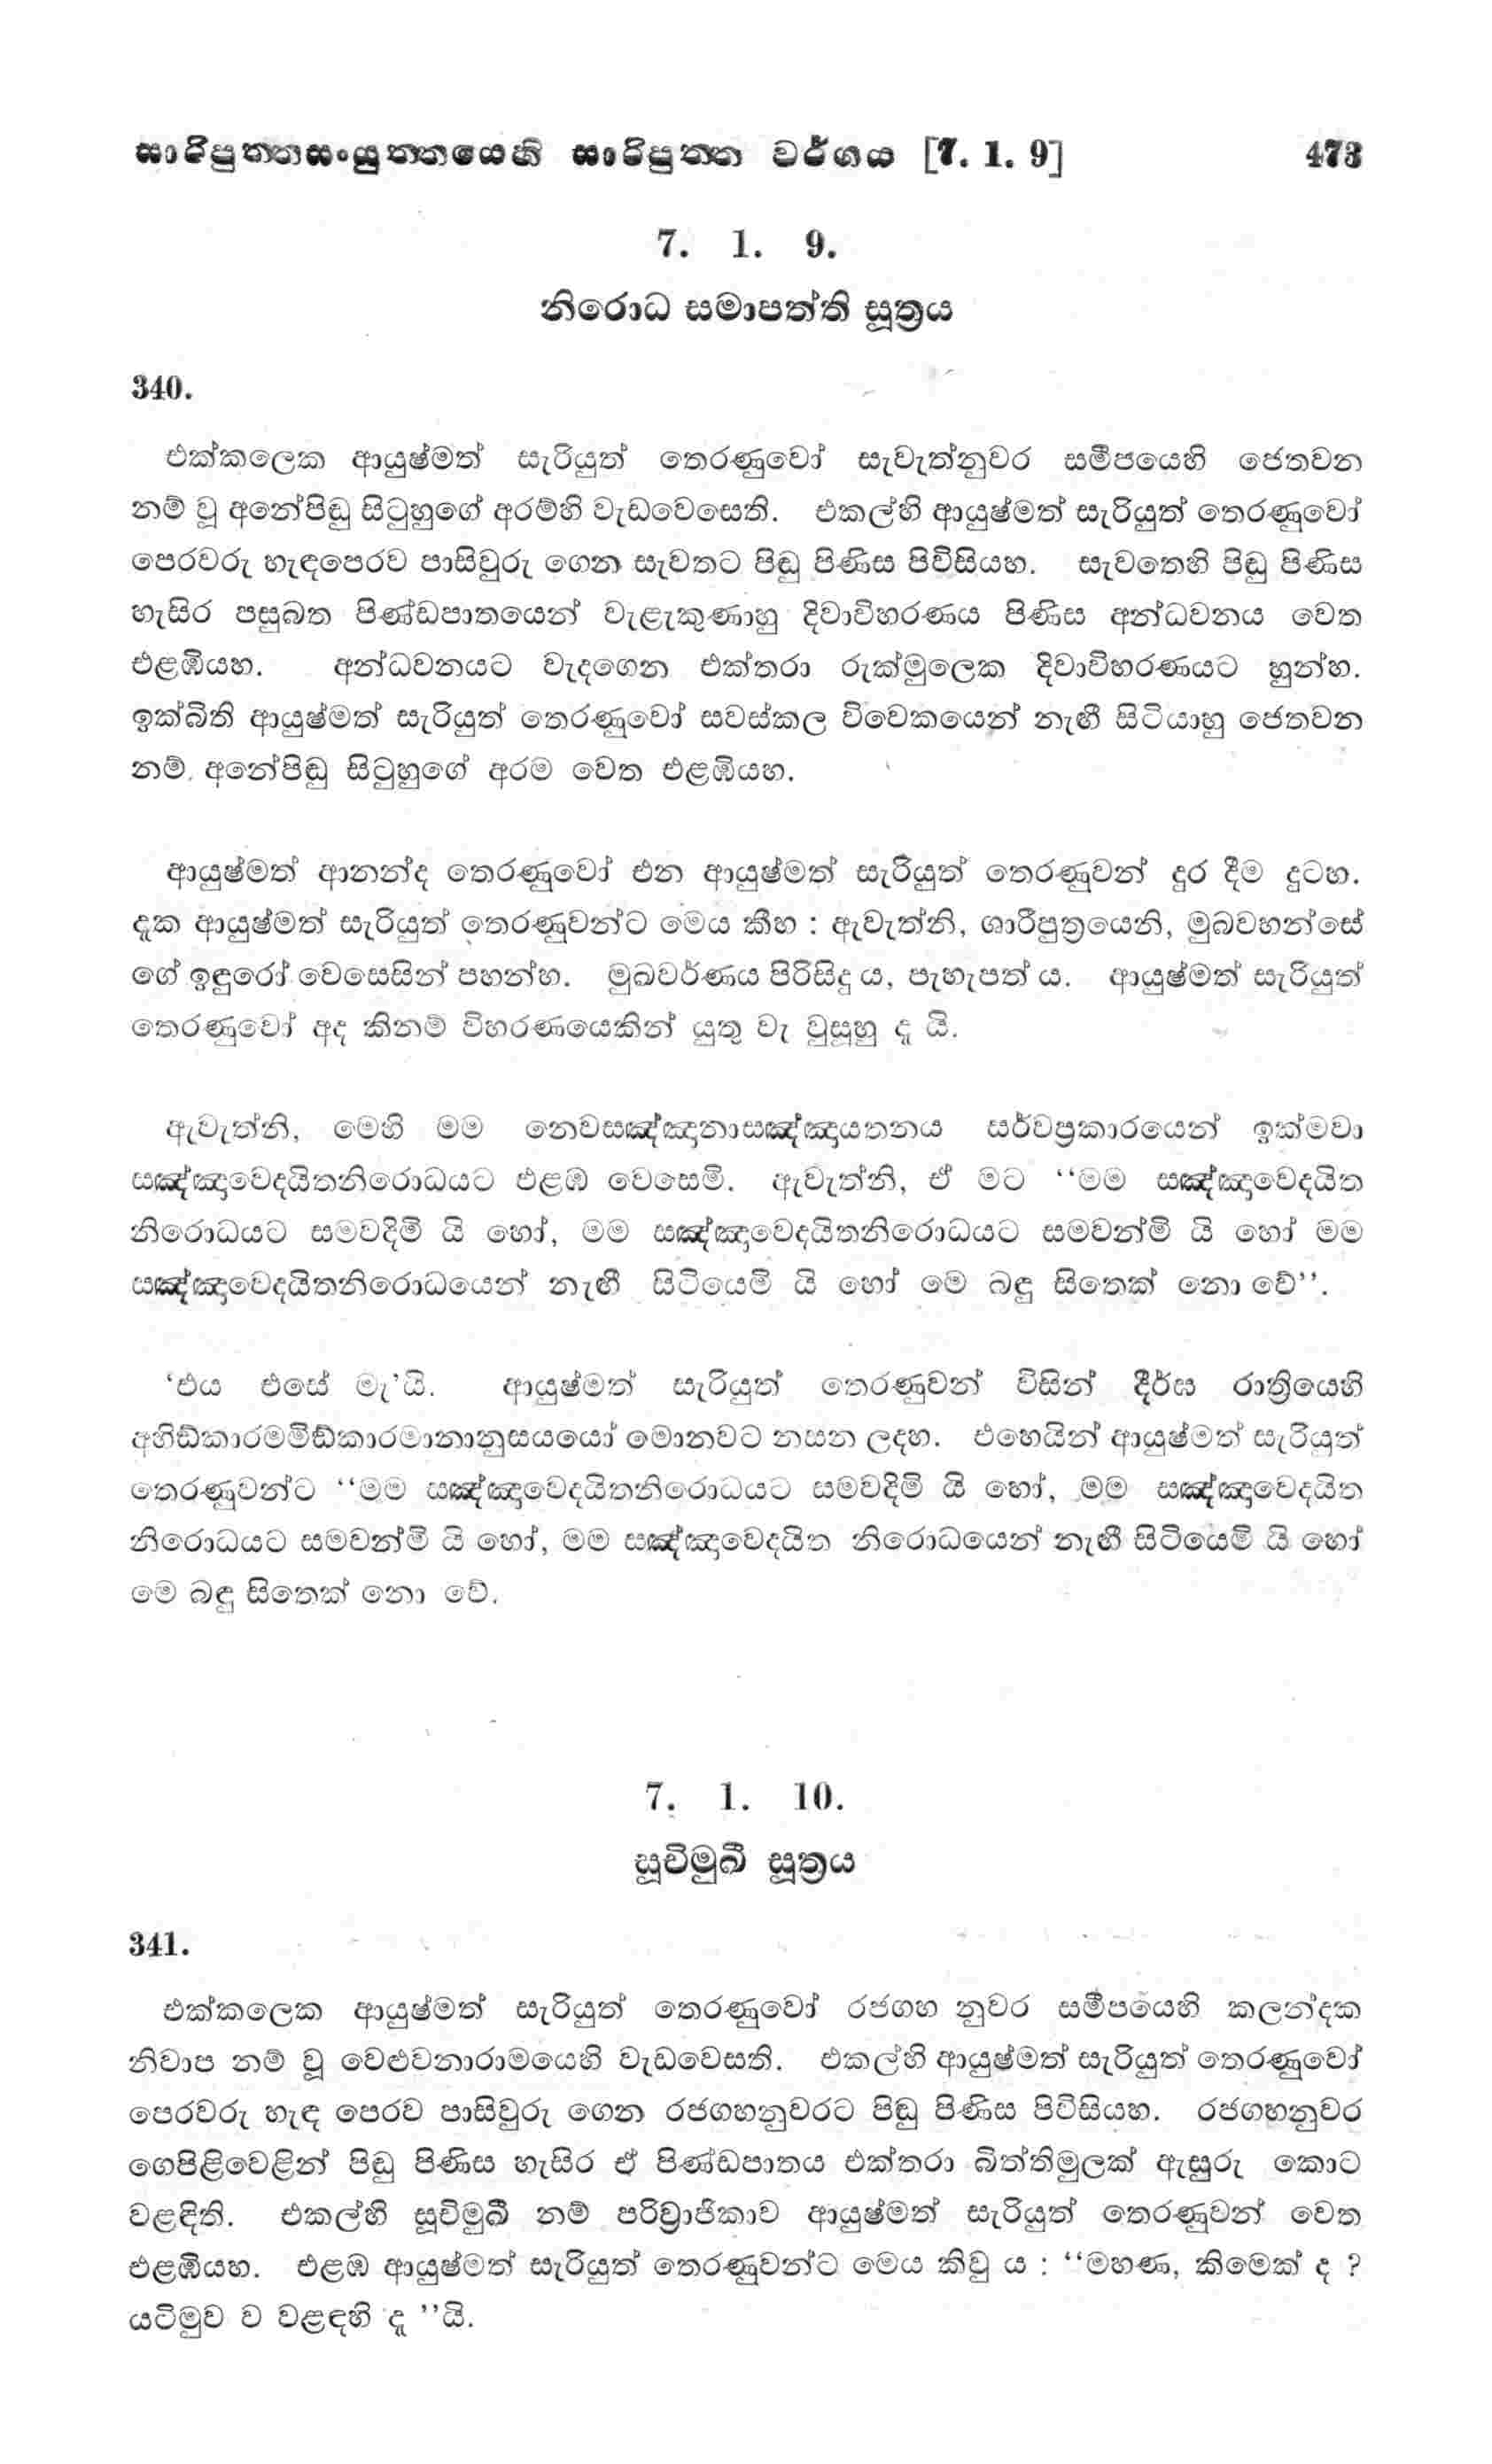 සාරිපුත්තසංයුත්තයෙහි සාරිපුත්ත වර්ගය [7. 1. 9] 473
7. 1. 9.
නිරොධ සමාපත්ති සූත්‍රය
340.
එක්කලෙක ආයුෂ්මත් සැරියුත් තෙරණුවෝ සැවැත්නුවර සමීපයෙහි ජෙතවන
නම් වූ අනේපිඬු සිටුහුගේ අරම්හි වැඩවෙසෙති. එකල්හි ආයුෂ්මත් සැරියුත් තෙරණුවෝ
පෙරවරු හැඳපෙරව පාසිවුරු ගෙන සැවතට පිඬු පිණිස පිවිසියහ. සැවතෙහි පිඬු පිණිස
හැසිර පසුබත පිණ්ඩපාතයෙන් වැළැකුණාහු දිවාවිහරණය පිණිස අන්ධවනය වෙත
එළඹියහ. අන්ධවනයට වැදගෙන එක්තරා රුක්මුලෙක දිවාවිහරණයට හුන්හ.
ඉක්බිති ආයුෂ්මත් සැරියුත් තෙරණුවෝ සවස්කල විවෙකයෙන් නැඟී සිටියාහු ජෙතවන
නම් අනේපිඬු සිටුහුගේ අරම වෙත එළඹියහ.
ආයුෂ්මත් ආනන්ද තෙරණුවෝ එන ආයුෂ්මත් සැරියුත් තෙරණුවන් දුර දීම දුටහ.
දැක ආයුෂ්මත් සැරියුත් තෙරණුවන්ට මෙය කීහ : ඇවැත්නි, ශාරීපුත්‍රයෙනි, මුබවහන්සේ
ගේ ඉඳුරෝ වෙසෙසින් පහන්හ. මුඛවර්ණය පිරිසිදු ය, පැහැපත් ය. ආයුෂ්මත් සැරියුත්
තෙරණුවෝ අද කිනම් විහරණයෙකින් යුතු වැ වුසූහු දැ යි.
ඇවැත්නි, මෙහි මම නෙවසඤ්ඤානාසඤ්ඤායතනය සර්වප්‍රකාරයෙන් ඉක්මවා
සඤ්ඤාවෙදයිතනිරොධයට එළඹ වෙසෙමි. ඇවැත්නි, ඒ මට “මම සඤ්ඤාවෙදයිත
නිරොධයට සමවදිමි යි හෝ, මම සඤ්ඤාවෙදයිතනිරොධයට සමවන්මි යි හෝ මම
සඤ්ඤාවෙදයිතනිරොධයෙන් නැඟී සිටියෙමි යි හෝ මෙ බඳු සිතෙක් නො වේ”.
‘එය එසේ මැ’යි. ආයුෂ්මත් සැරියුත් තෙරණුවන් විසින් දීර්ඝ රාත්‍රියෙහි
අහිඞ්කාරමමිඞ්කාරමානානුසයයෝ මොනවට නසන ලදහ. එහෙයින් ආයුෂ්මත් සැරියුත්
තෙරණුවන්ට “මම සඤ්ඤාවෙදයිතනිරොධයට සමවදිමි යි හෝ, මම සඤ්ඤාවෙදයිත
නිරොධයට සමවන්මි යි හෝ, මම සඤ්ඤාවෙදයිත නිරොධයෙන් නැඟී සිටියෙමි යි හෝ
මෙ බඳු සිතෙක් නො වේ.
7. 1. 10.
සූචිමුඛී සූත්‍රය
341.
එක්කලෙක ආයුෂ්මත් සැරියුත් තෙරණුවෝ රජගහ නුවර සමීපයෙහි කලන්දක
නිවාප නම් වූ වෙළුවනාරාමයෙහි වැඩවෙසති. එකල්හි ආයුෂ්මත් සැරියුත් තෙරණුවෝ
පෙරවරු හැඳ පෙරව පාසිවුරු ගෙන රජගහනුවරට පිඬු පිණිස පිවිසියහ. රජගහනුවර
ගෙපිළිවෙළින් පිඬු පිණිස හැසිර ඒ පිණ්ඩපාතය එක්තරා බිත්තිමුලක් ඇසුරු කොට
වළඳිති. එකල්හි සූචිමුඛී නම් පරිව්‍රාජිකාව ආයුෂ්මත් සැරියුත් තෙරණුවන් වෙත
එළඹියහ. එළඹ ආයුෂ්මත් සැරියුත් තෙරණුවන්ට මෙය කිවු ය : “මහණ, කිමෙක් ද ?
යටිමුව ව වළඳහි දැ ”යි.